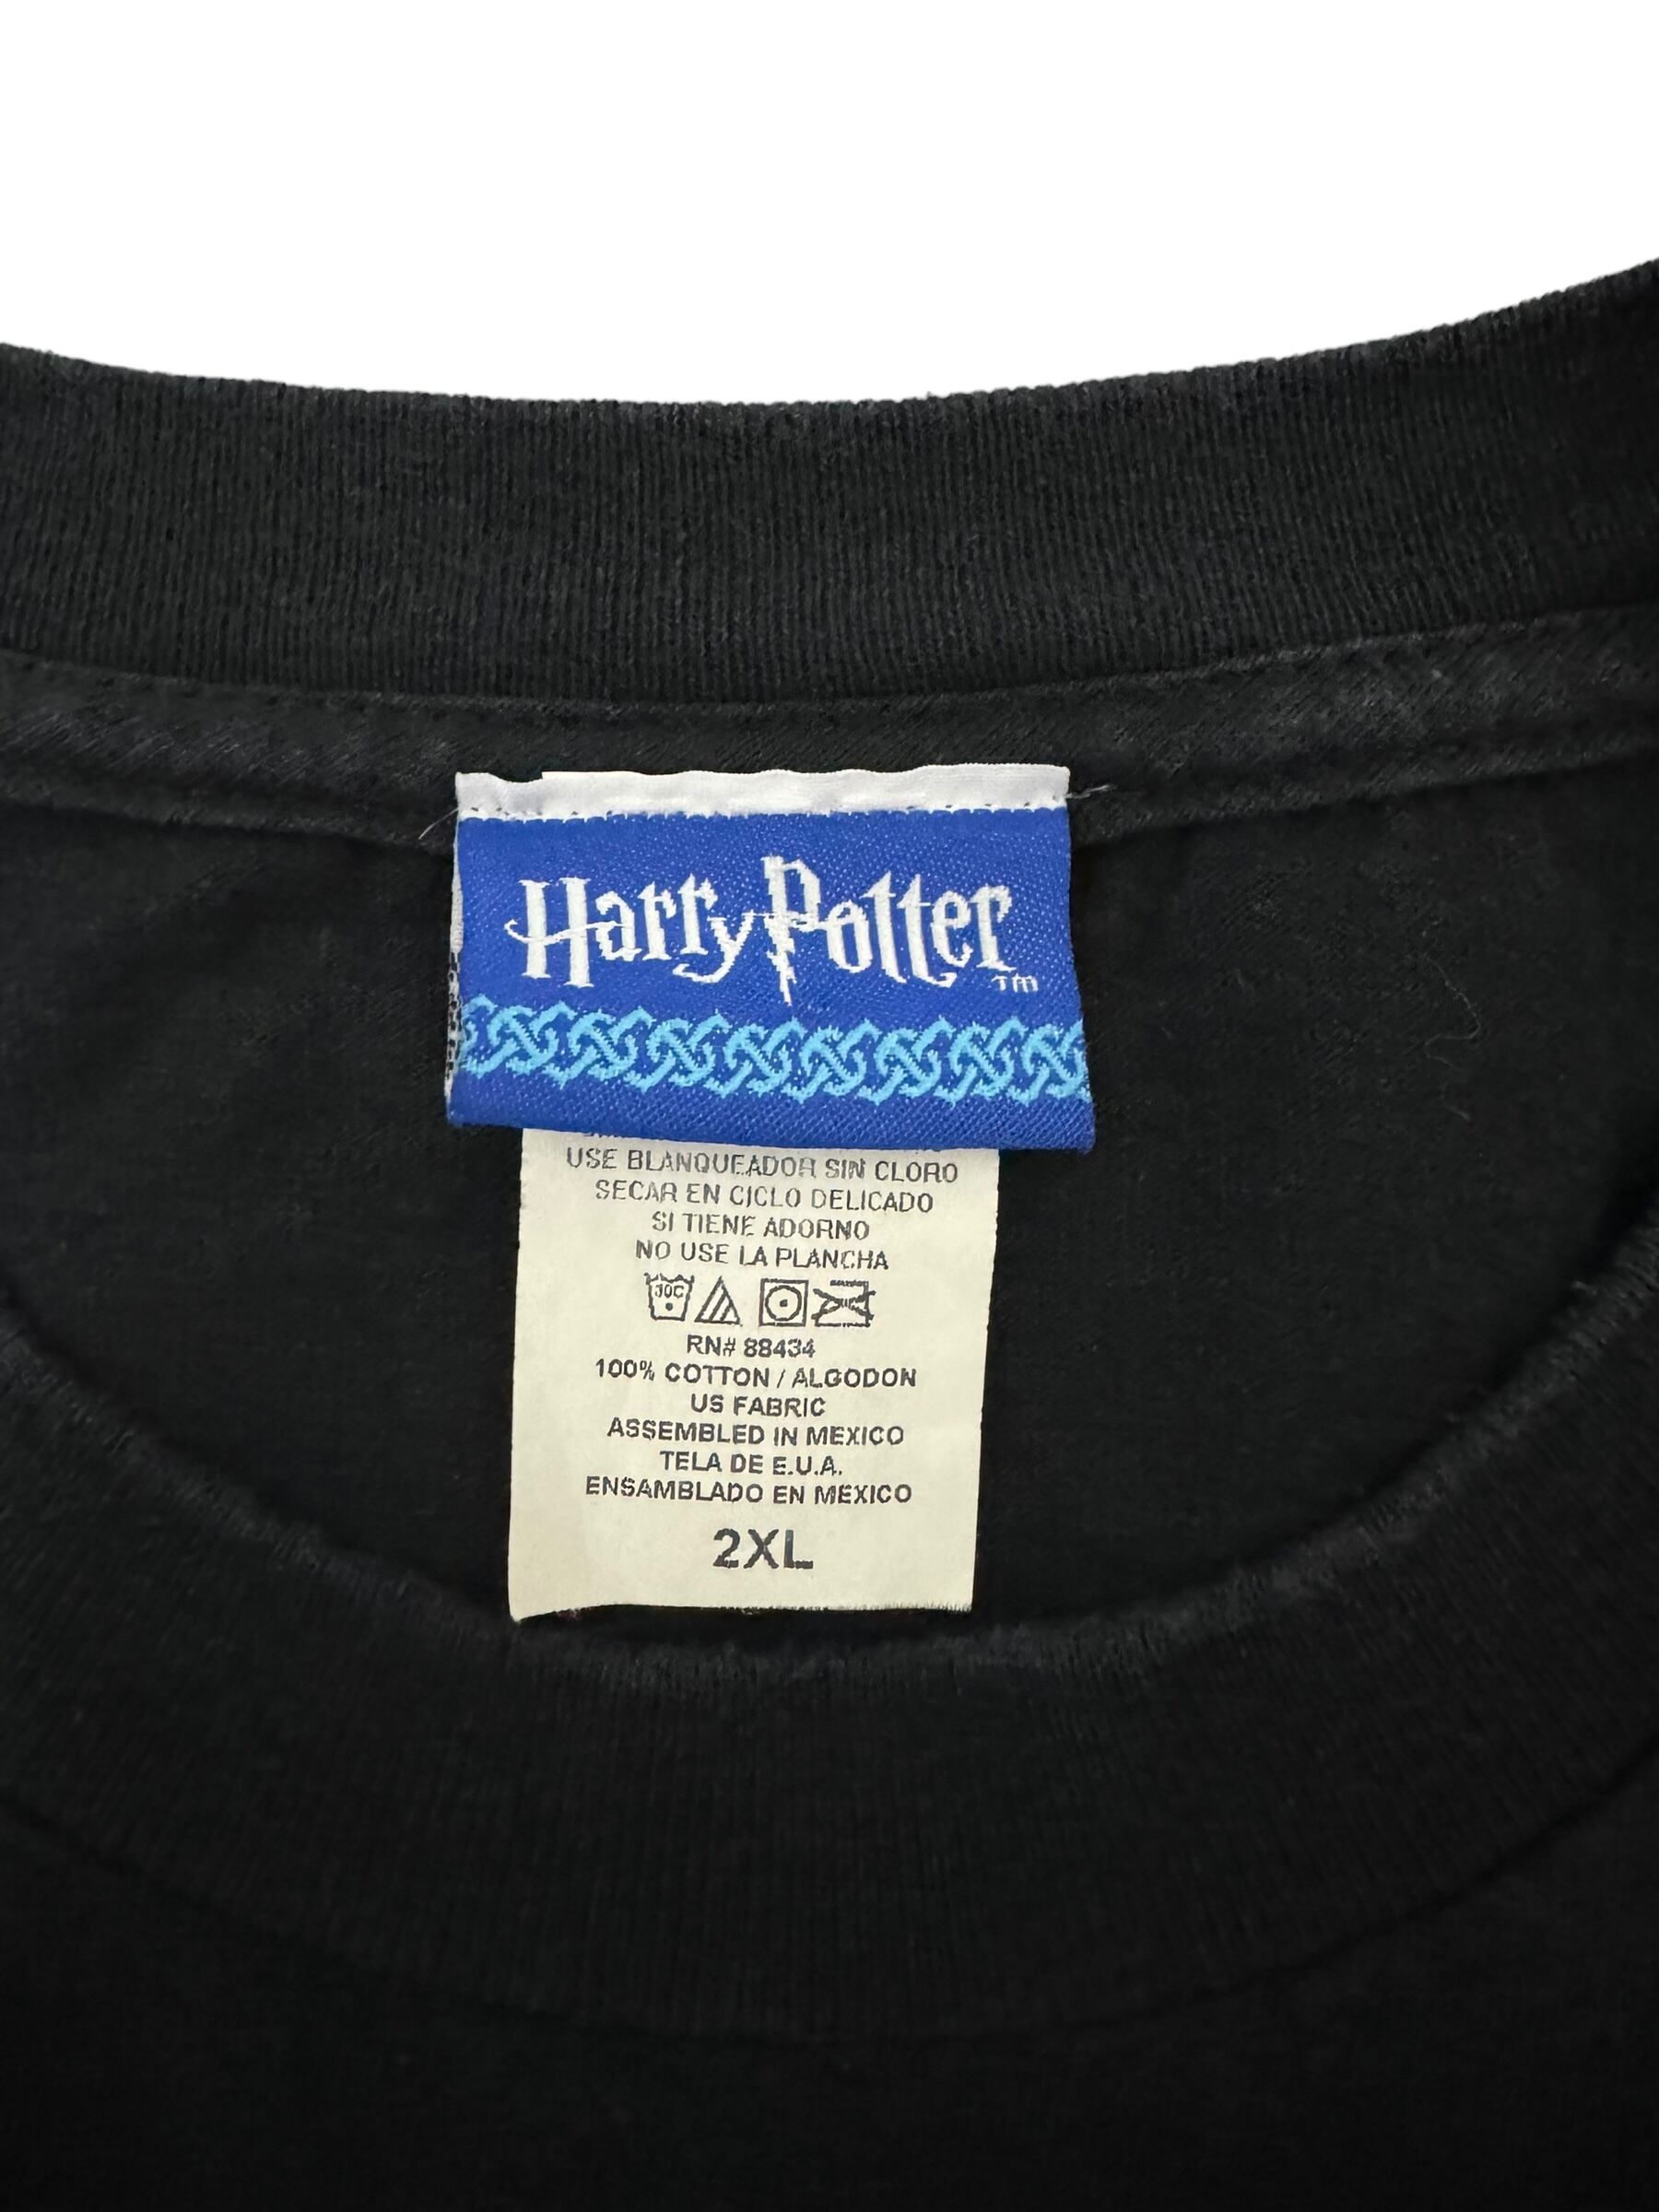 Harry Potter
TM
USE BLANQUEADOR SIN CLORO
SECAR EN CICLO DELICADO
SI TIENE ADORNO
NO USE LA PLANCHA
30C
RN# 88434
100% COTTON / ALGODON
US FABRIC
ASSEMBLED IN MEXICO
TELA DE E.U.A.
ENSAMBLADO EN MEXICO
2XL